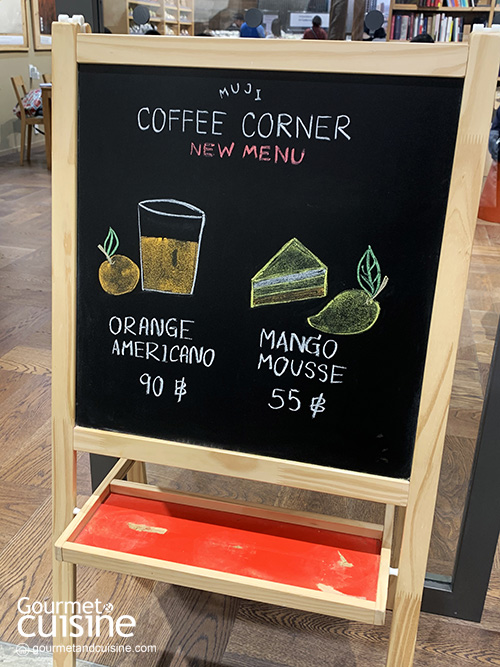 MUJI
COFFEE CORNER
NEW MENU
ORANGE
AMERICANO
90 ฿
MANGO
MOUSSE
55 ฿
Gourmet
CUiSiNE
(c) gourmetandcuisine.com